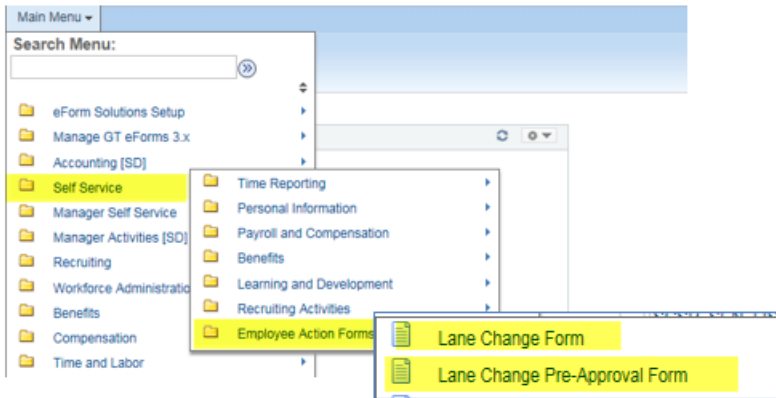 Main Menu
Search Menu:
eForm Solutions Setup
Manage GT eForms 3.x
Accounting [SD]
Self Service
Manager Self Service
Manager Activities [SD]
Recruiting
Workforce Administratio
Benefits
Compensation
Time and Labor
Time Reporting
Personal Information
Payroll and Compensation
Benefits
Learning and Development
Recruiting Activities
Employee Action Forms
Lane Change Form
Lane Change Pre-Approval Form